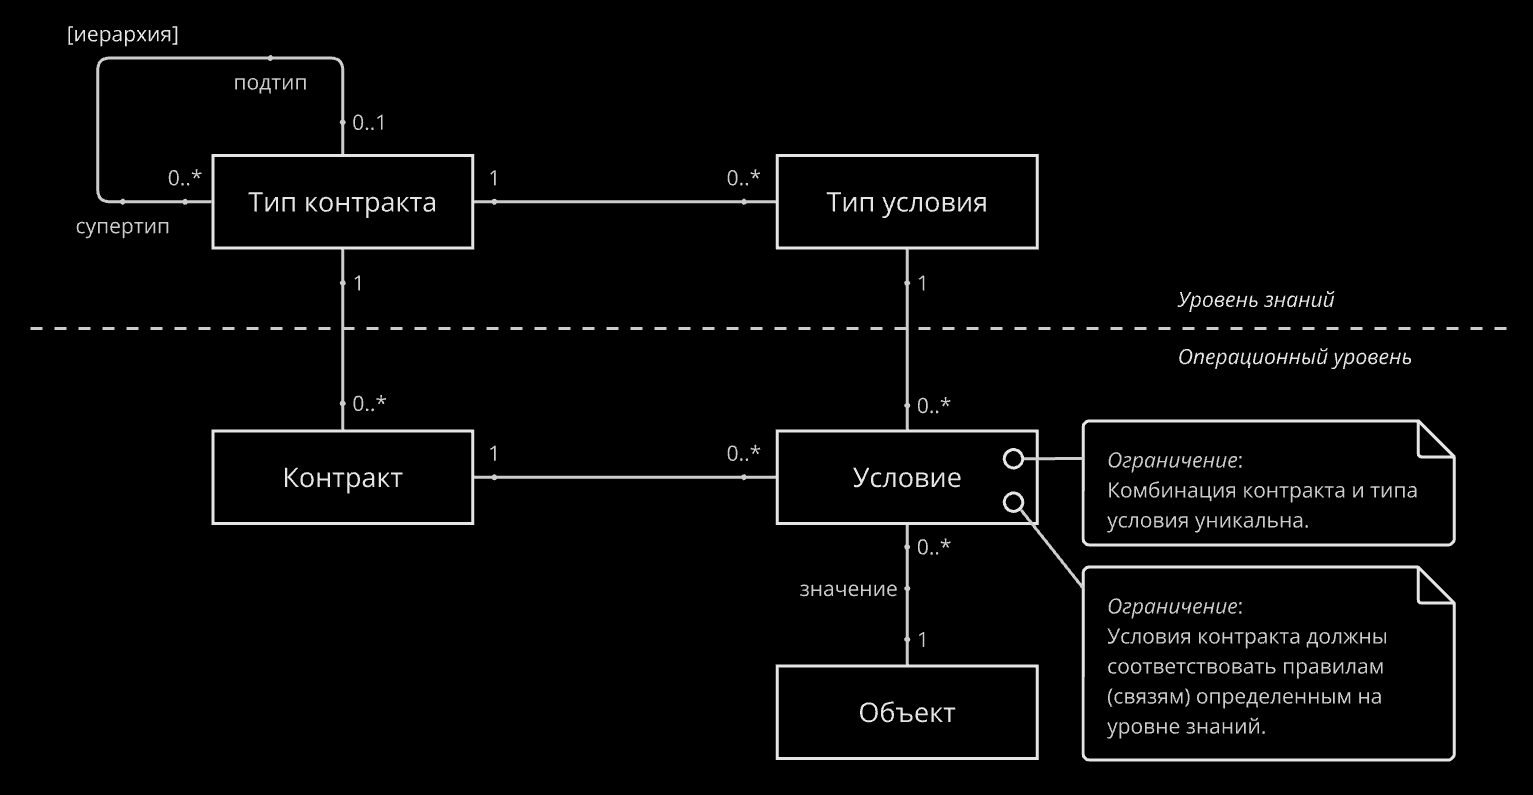 [иерархия]
подтип
0..1
0..*
супертип
Тип контракта
1
0..*
Тип условия
1
1
Уровень знаний
Операционный уровень
0..*
0..*
Контракт
1
0..*
Условие
Ограничение:
Комбинация контракта и типа
условия уникальна.
0..*
значение
1
Объект
Ограничение:
Условия контракта должны
соответствовать правилам
(связям) определенным на
уровне знаний.